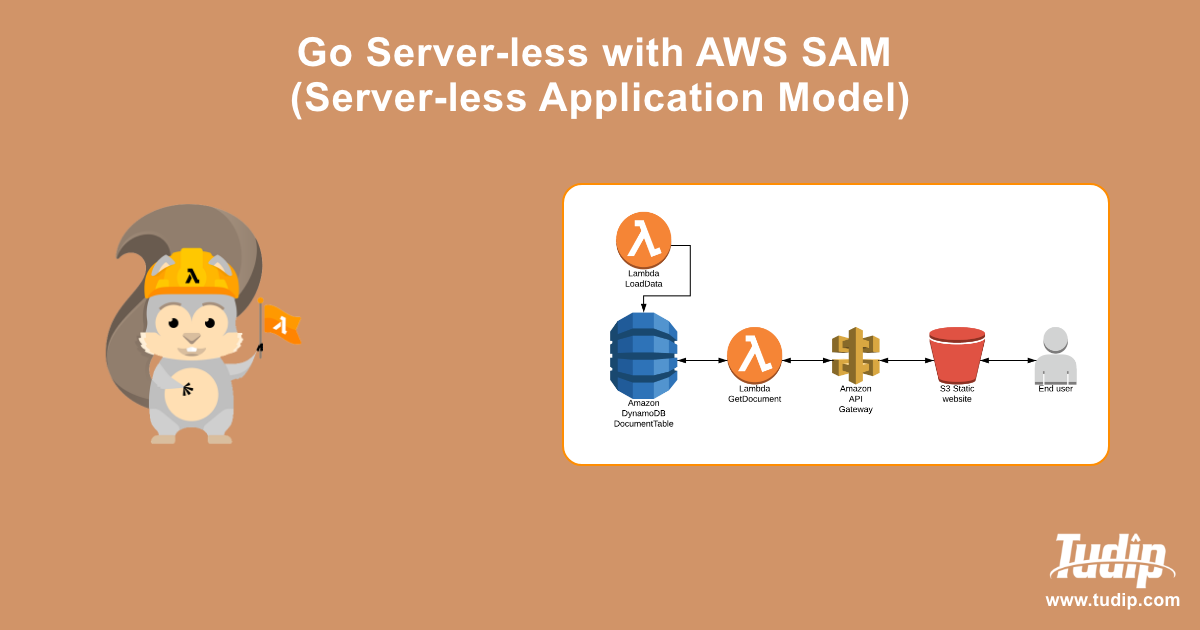 Go Server-less with AWS SAM
(Server-less Application Model)
Lambda
LoadData
Amazon
DynamoDB
DocumentTable
Lambda
GetDocument
Amazon
API
Gateway
S3 Static
website
End user
Tudip
www.tudip.com